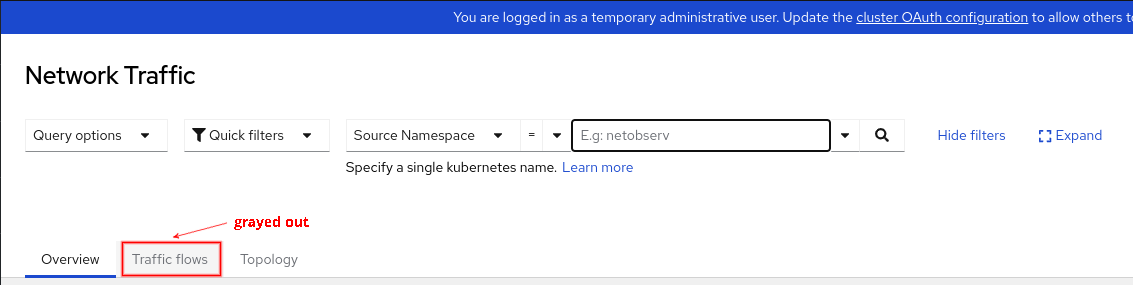 You are logged in as a temporary administrative user. Update the cluster OAuth configuration to allow others t
Network Traffic
Query options Quick filters Source Namespace = E.g: netobserv Hide filters Expand
Specify a single kubernetes name. Learn more
grayed out
Overview Traffic flows Topology